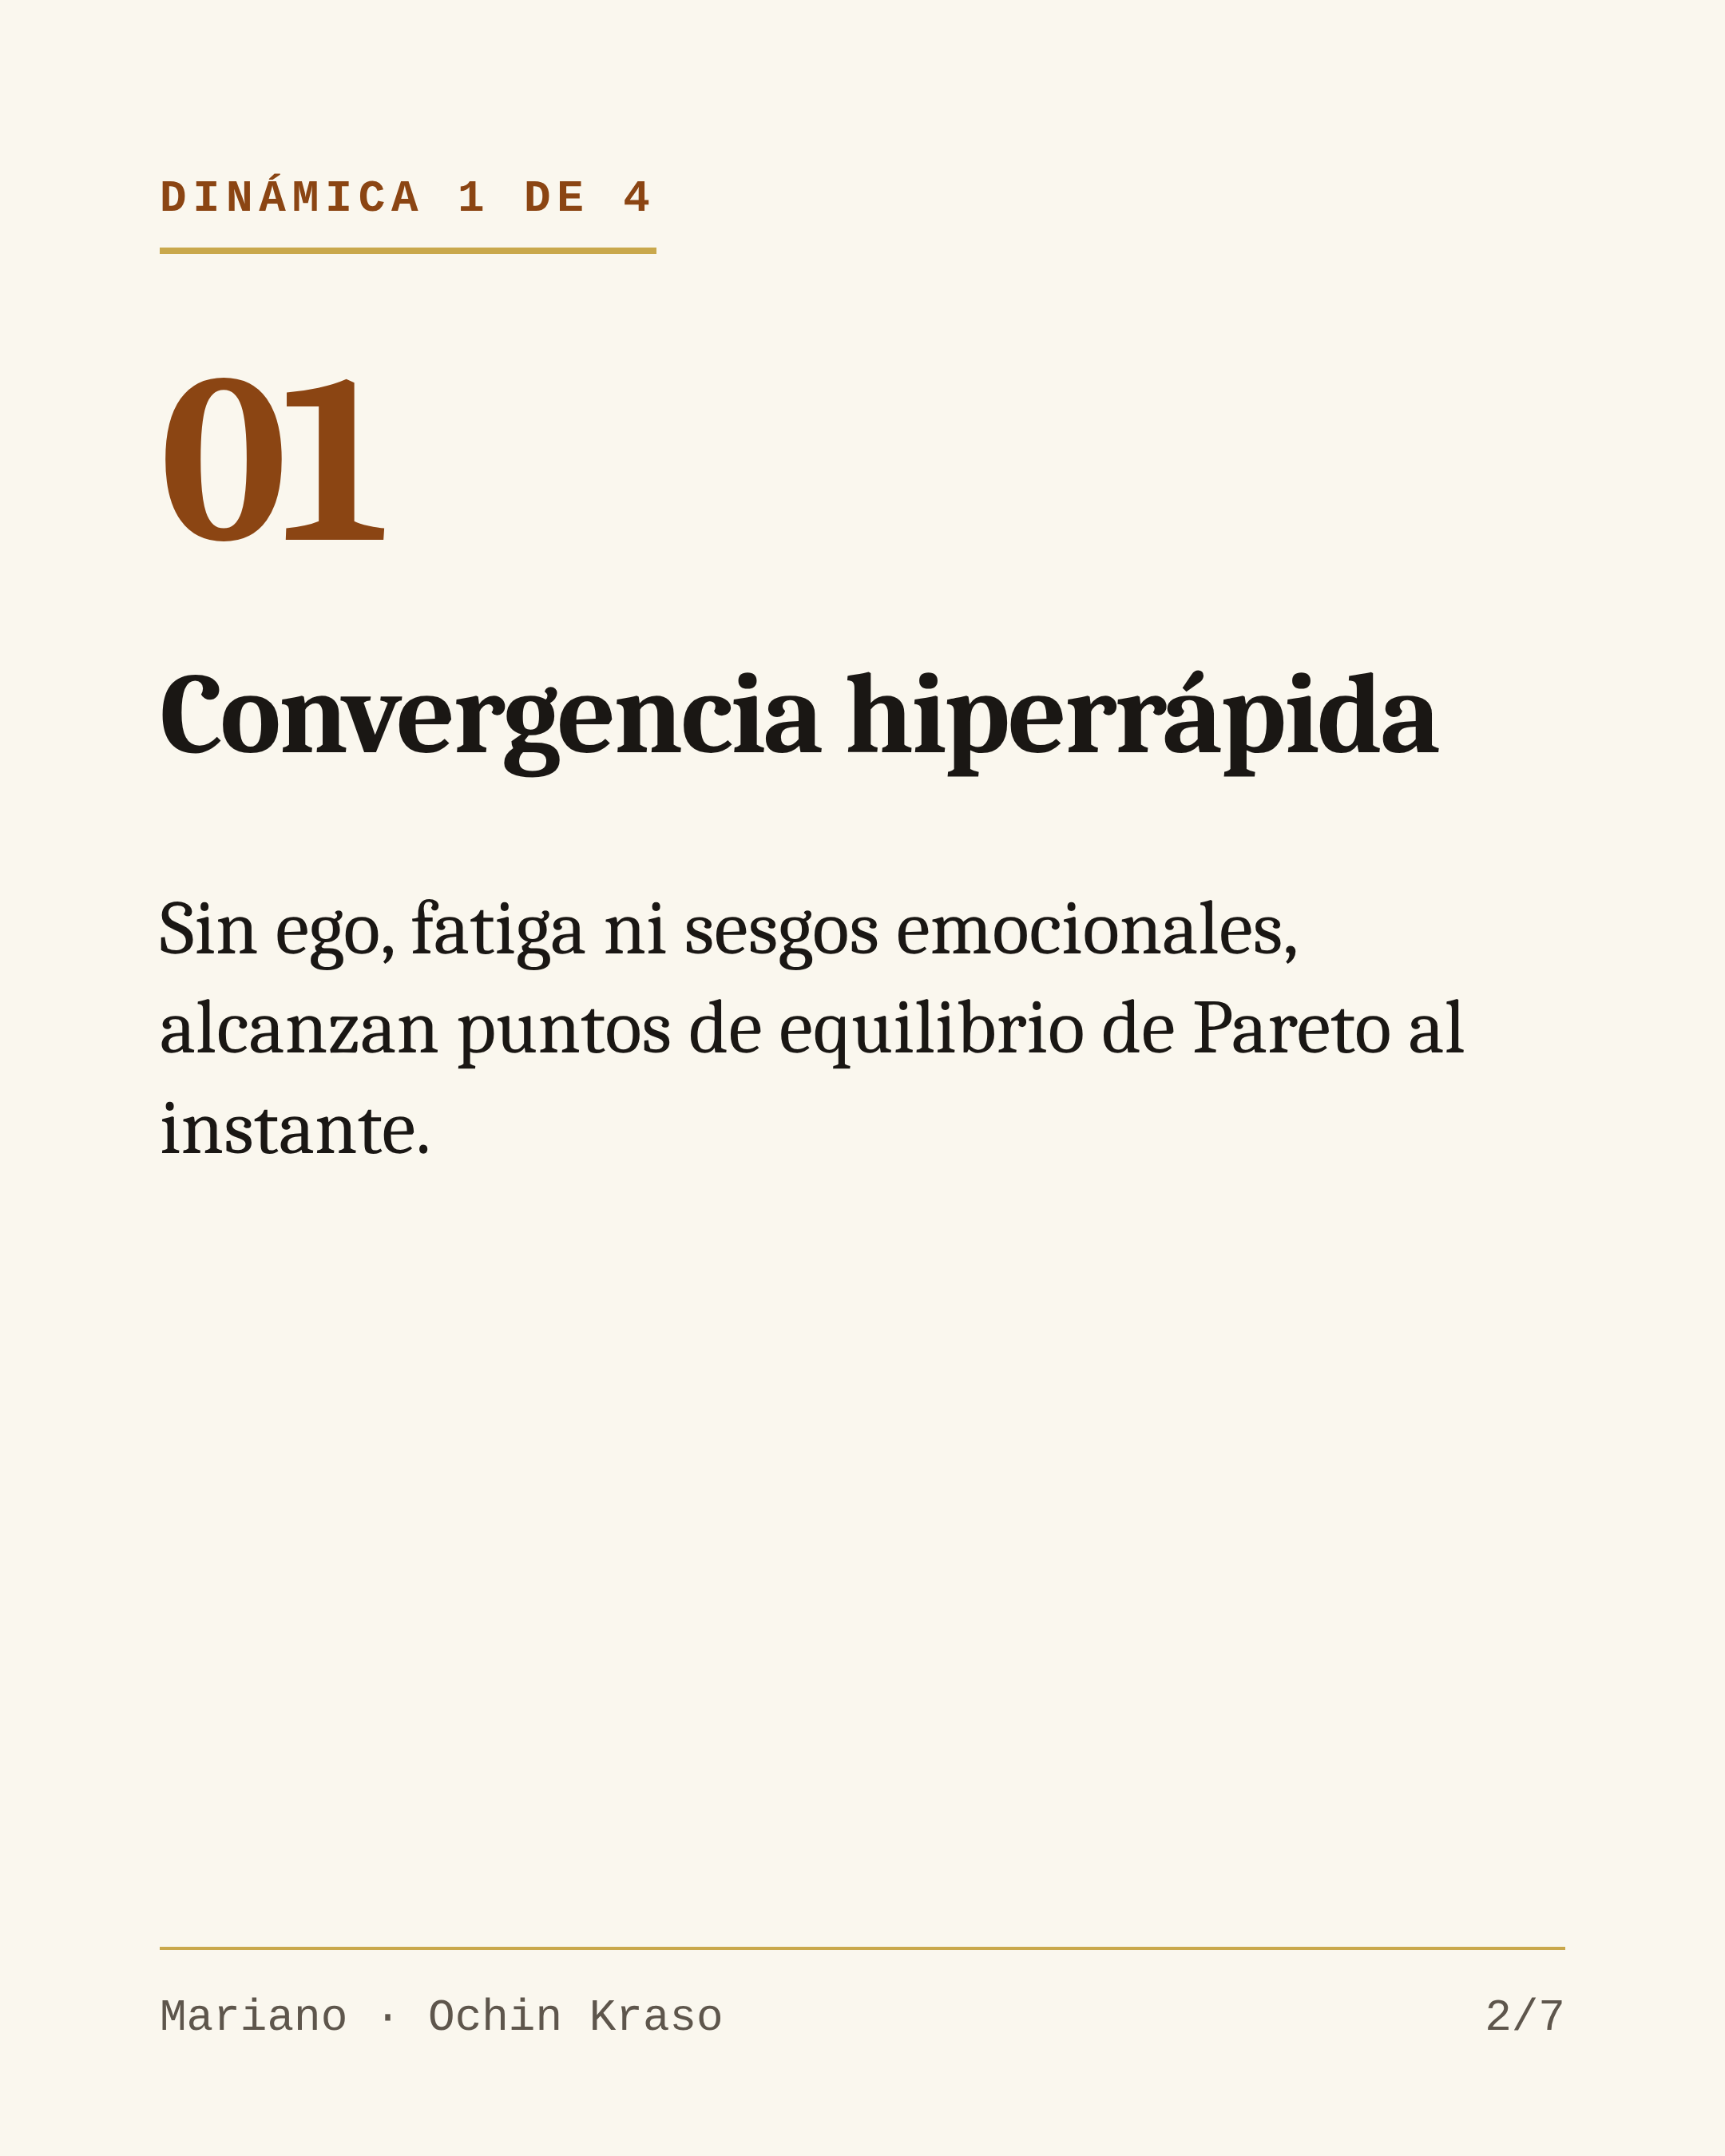 DINÁMICA 1 DE 4
01
Convergencia hiperrápida
Sin ego, fatiga ni sesgos emocionales,
alcanzan puntos de equilibrio de Pareto al
instante.
Mariano · Ochin Kraso
2/7